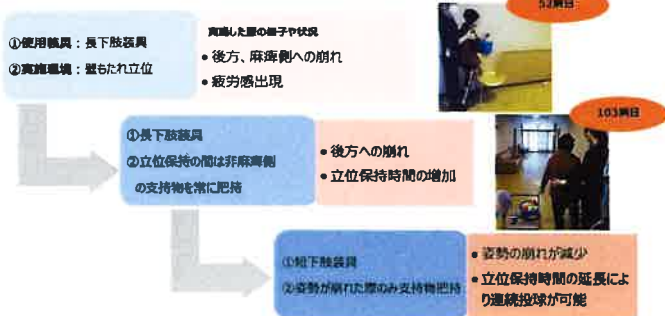 ①使用装具：長下肢装具
②実施環境：壁もたれ立位
実施した際の様子や状況
• 後方、麻痺側への崩れ
• 疲労感出現
52病日
①長下肢装具
②立位保持の間は非麻痺側
の支持物を常に把持
• 後方への崩れ
• 立位保持時間の増加
103病日
①短下肢装具
②姿勢が崩れた際のみ支持物把持
• 姿勢の崩れが減少
• 立位保持時間の延長によ
り連続投球が可能